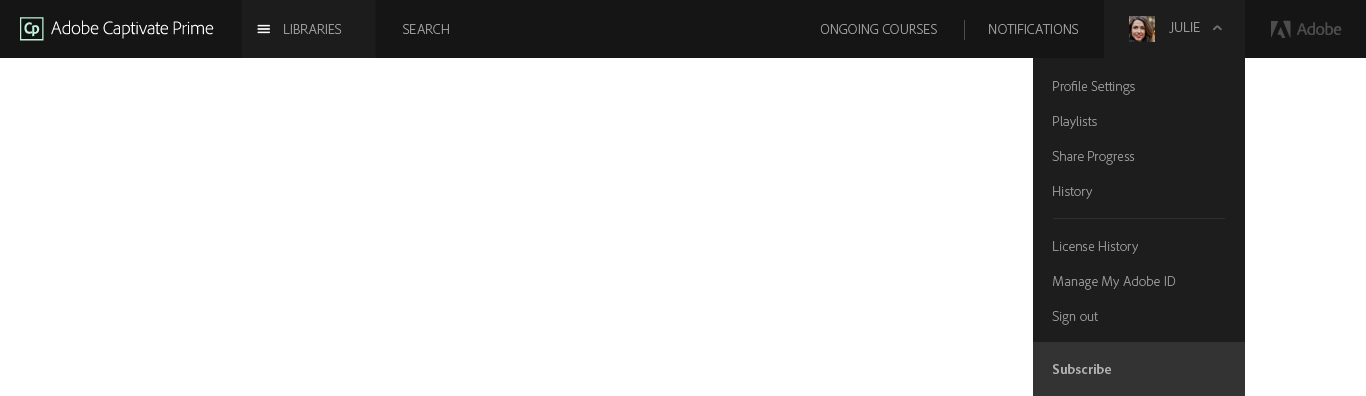 Cp Adobe Captivate Prime LIBRARIES SEARCH ONGOING COURSES NOTIFICATIONS JULIE Adobe
Profile Settings
Playlists
Share Progress
History
License History
Manage My Adobe ID
Sign out
Subscribe